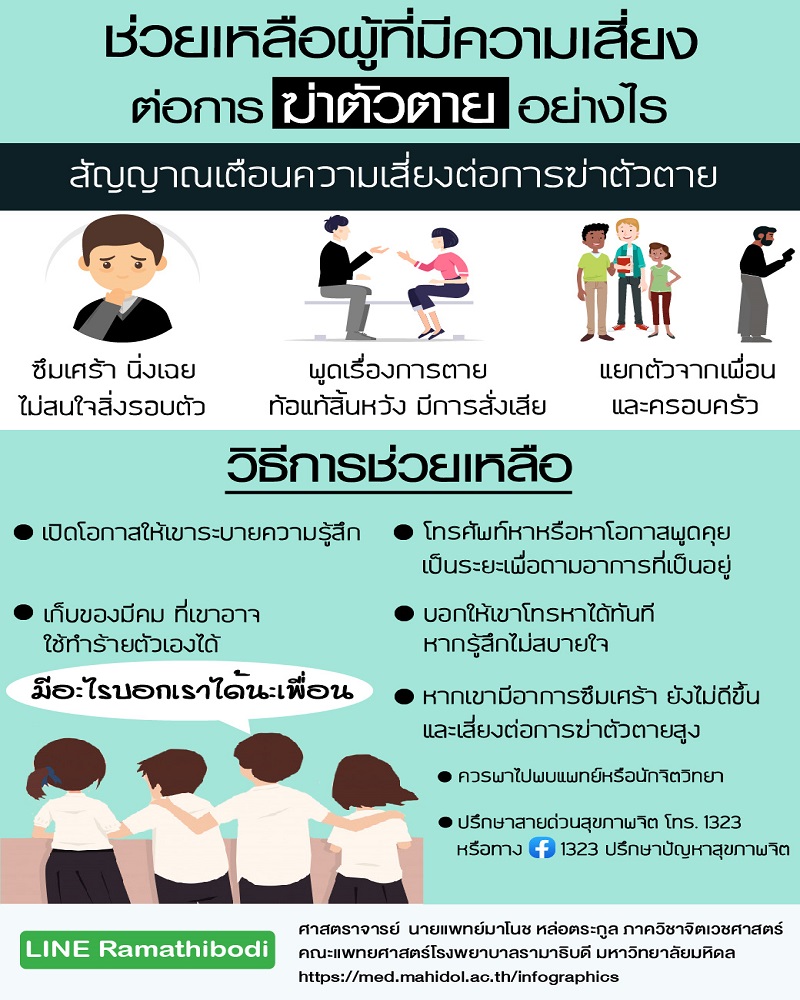 ช่วยเหลือผู้ที่มีความเสี่ยง
ต่อการ ฆ่าตัวตาย อย่างไร
สัญญาณเตือนความเสี่ยงต่อการฆ่าตัวตาย
ซึมเศร้า นิ่งเฉย
ไม่สนใจสิ่งรอบตัว
พูดเรื่องการตาย
ท้อแท้สิ้นหวัง มีการสั่งเสีย
แยกตัวจากเพื่อน
และครอบครัว
วิธีการช่วยเหลือ
● เปิดโอกาสให้เขาระบายความรู้สึก
● เก็บของมีคม ที่เขาอาจ
ใช้ทำร้ายตัวเองได้
มีอะไรบอกเราได้นะเพื่อน
● โทรศัพท์หาหรือหาโอกาสพูดคุย
เป็นระยะเพื่อถามอาการที่เป็นอยู่
● บอกให้เขาโทรหาได้ทันที
หากรู้สึกไม่สบายใจ
● หากเขามีอาการซึมเศร้า ยังไม่ดีขึ้น
และเสี่ยงต่อการฆ่าตัวตายสูง
● ควรพาไปพบแพทย์หรือนักจิตวิทยา
● ปรึกษาสายด่วนสุขภาพจิต โทร. 1323
หรือทาง f 1323 ปรึกษาปัญหาสุขภาพจิต
LINE Ramathibodi
ศาสตราจารย์ นายแพทย์มาโนช หล่อตระกูล ภาควิชาจิตเวชศาสตร์
คณะแพทยศาสตร์โรงพยาบาลรามาธิบดี มหาวิทยาลัยมหิดล
https://med.mahidol.ac.th/infographics